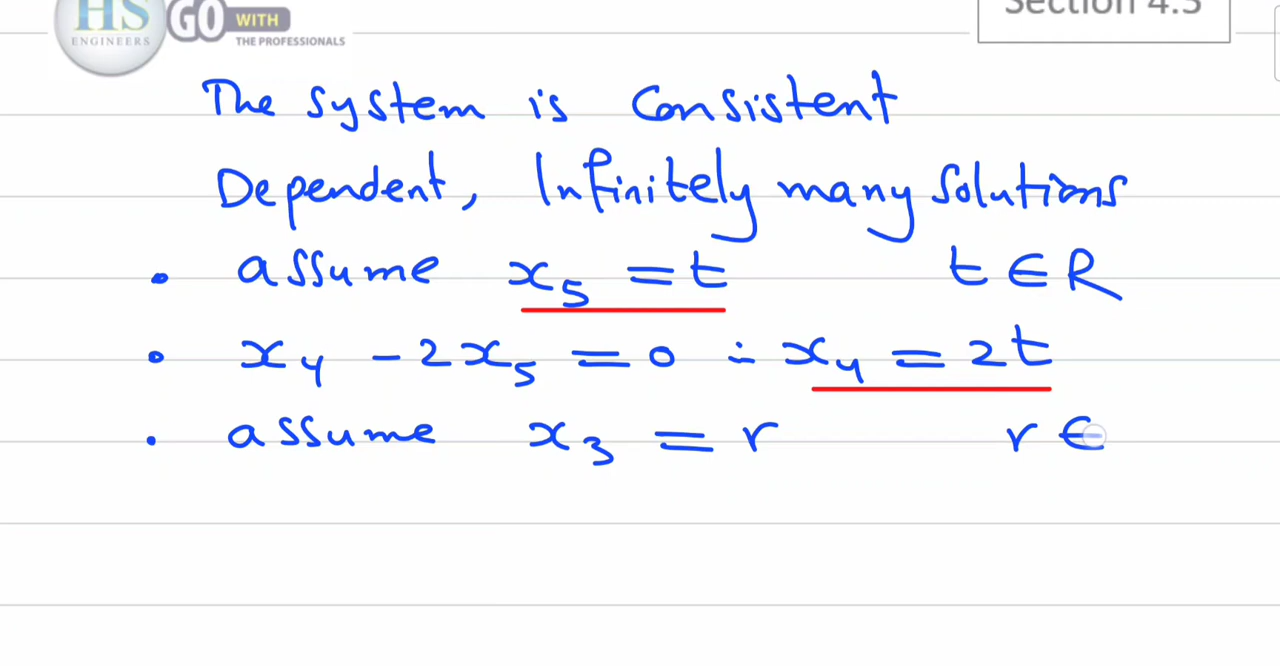 HS
ENGINEERS
GO WITH
THE PROFESSIONALS
Section 4.3
The system is Consistent
Dependent, Infinitely many Solutions
• assume x₅ = t t ∈ R
• x₄ - 2x₅ = 0 ∴ x₄ = 2t
• assume x₃ = r r ∈